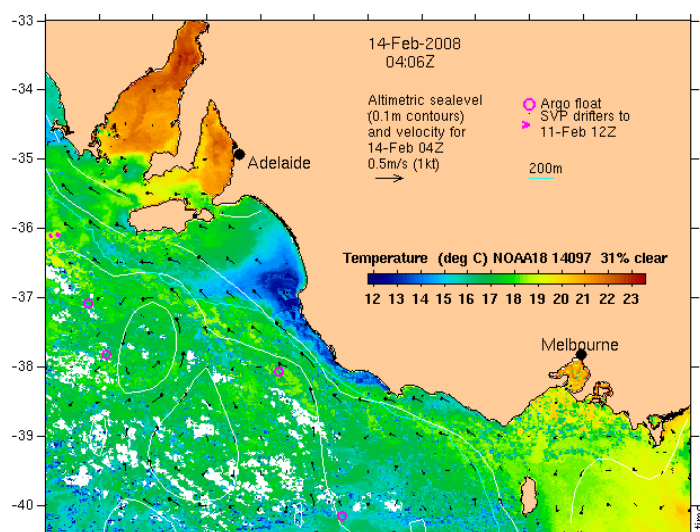 -33
-34
-35
-36
-37
-38
-39
-40
14-Feb-2008
04:06Z
Altimetric sealevel
(0.1m contours)
and velocity for
14-Feb 04Z
0.5m/s (1kt)
Argo float
SVP drifters to
11-Feb 12Z
200m
Adelaide
Temperature (deg C) NOAA18 14097 31% clear
12 13 14 15 16 17 18 19 20 21 22 23
Melbourne